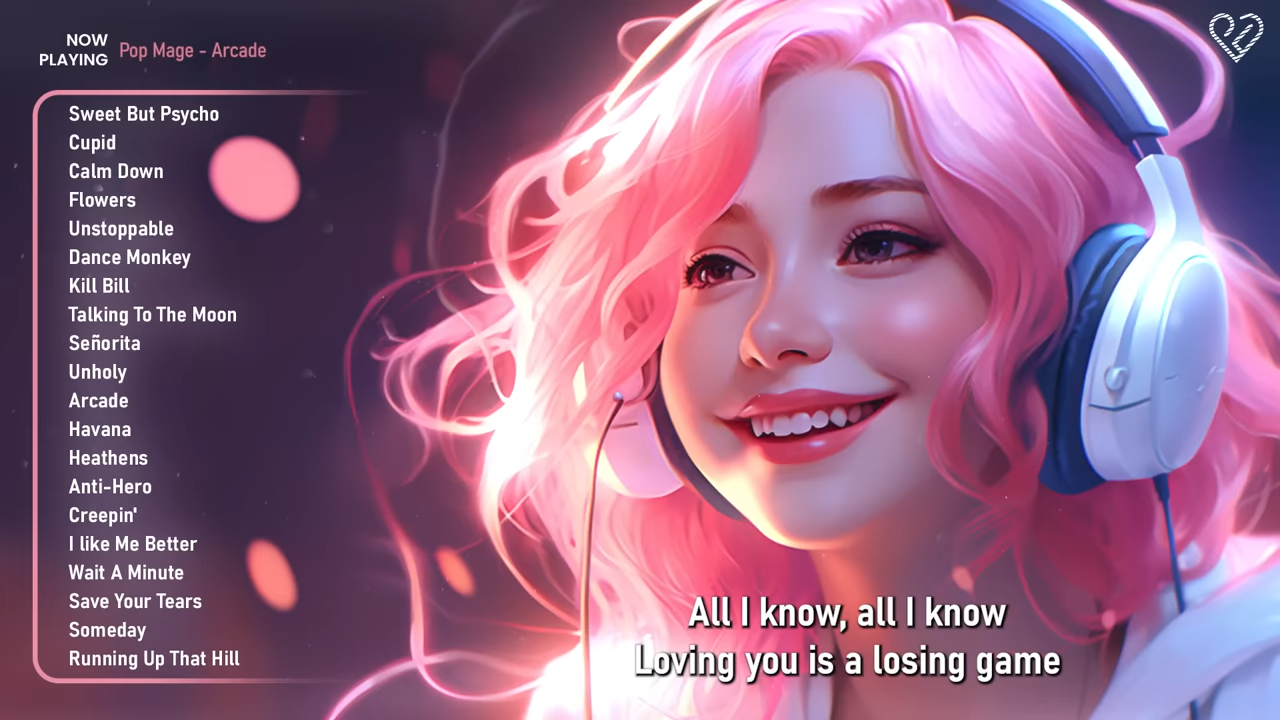 NOW
PLAYING
Pop Mage - Arcade
Sweet But Psycho
Cupid
Calm Down
Flowers
Unstoppable
Dance Monkey
Kill Bill
Talking To The Moon
Señorita
Unholy
Arcade
Havana
Heathens
Anti-Hero
Creepin'
I like Me Better
Wait A Minute
Save Your Tears
Someday
Running Up That Hill
All I know, all I know
Loving you is a losing game